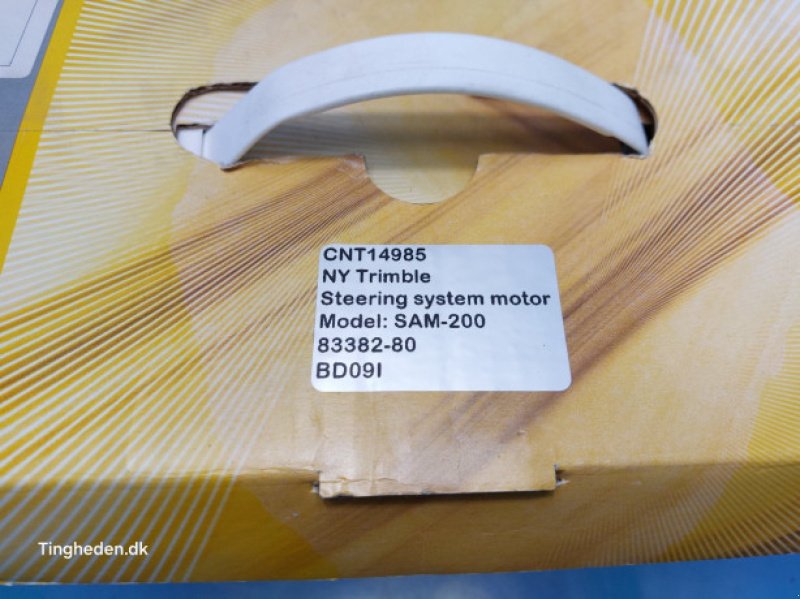 CNT14985
NY Trimble
Steering system motor
Model: SAM-200
83382-80
BD09I
Tingheden.dk